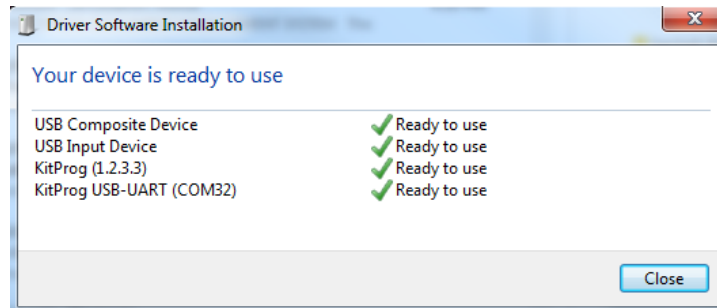 Driver Software Installation
Your device is ready to use
USB Composite Device Ready to use
USB Input Device Ready to use
KitProg (1.2.3.3) Ready to use
KitProg USB-UART (COM32) Ready to use
Close